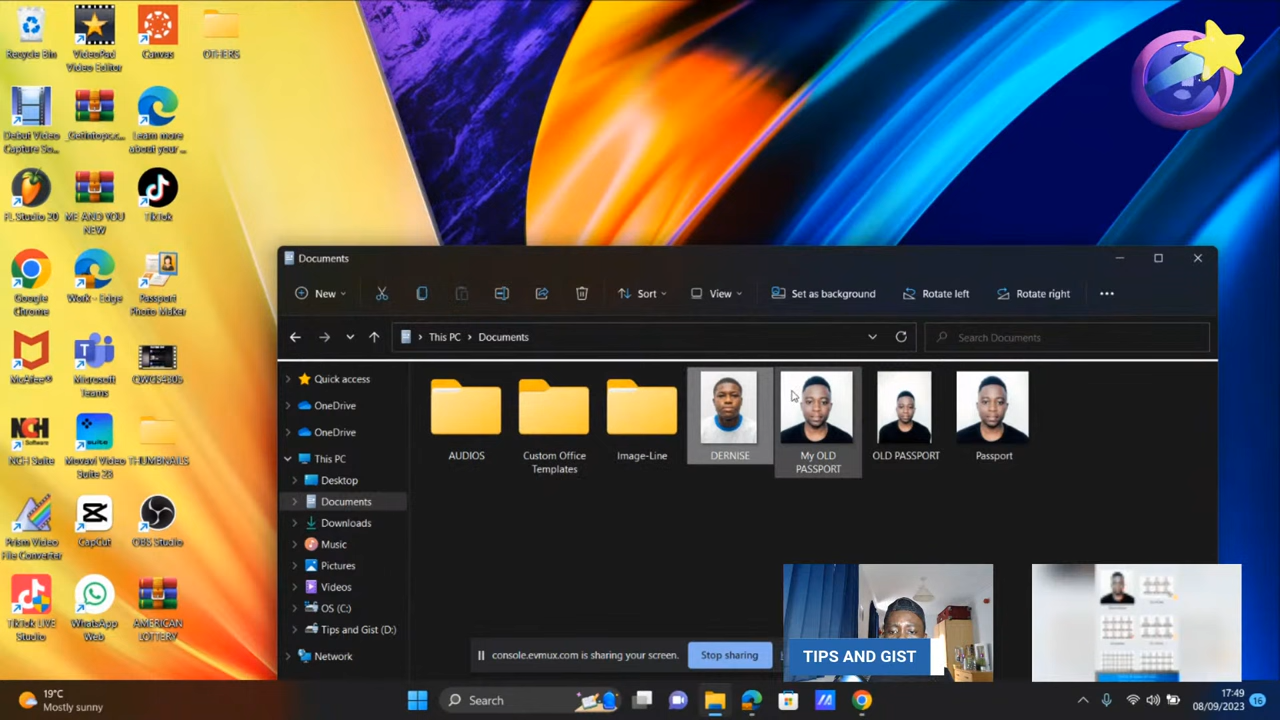 Recycle Bin
VideoPad Video Editor
Canvas
OTHERS
Debut Video Capture So...
_Getintopc....
Learn more about your ...
FL Studio 20
ME AND YOU NEW
TikTok
Google Chrome
Work - Edge
Passport Photo Maker
McAfee®
Microsoft Teams
NCH Suite
Movavi Video Suite 23
THUMBNAILS
Prism Video File Converter
CapCut
OBS Studio
TikTok LIVE Studio
WhatsApp Web
AMERICAN LOTTERY
Documents
New
Sort
View
Set as background
Rotate left
Rotate right
This PC
Documents
Search Documents
Quick access
OneDrive
OneDrive
This PC
Desktop
Documents
Downloads
Music
Pictures
Videos
OS (C:)
Tips and Gist (D:)
Network
AUDIOS
Custom Office Templates
Image-Line
DERNISE
My OLD PASSPORT
OLD PASSPORT
Passport
console.evmux.com is sharing your screen.
Stop sharing
TIPS AND GIST
19°C
Mostly sunny
Search
17:49
08/09/2023
16